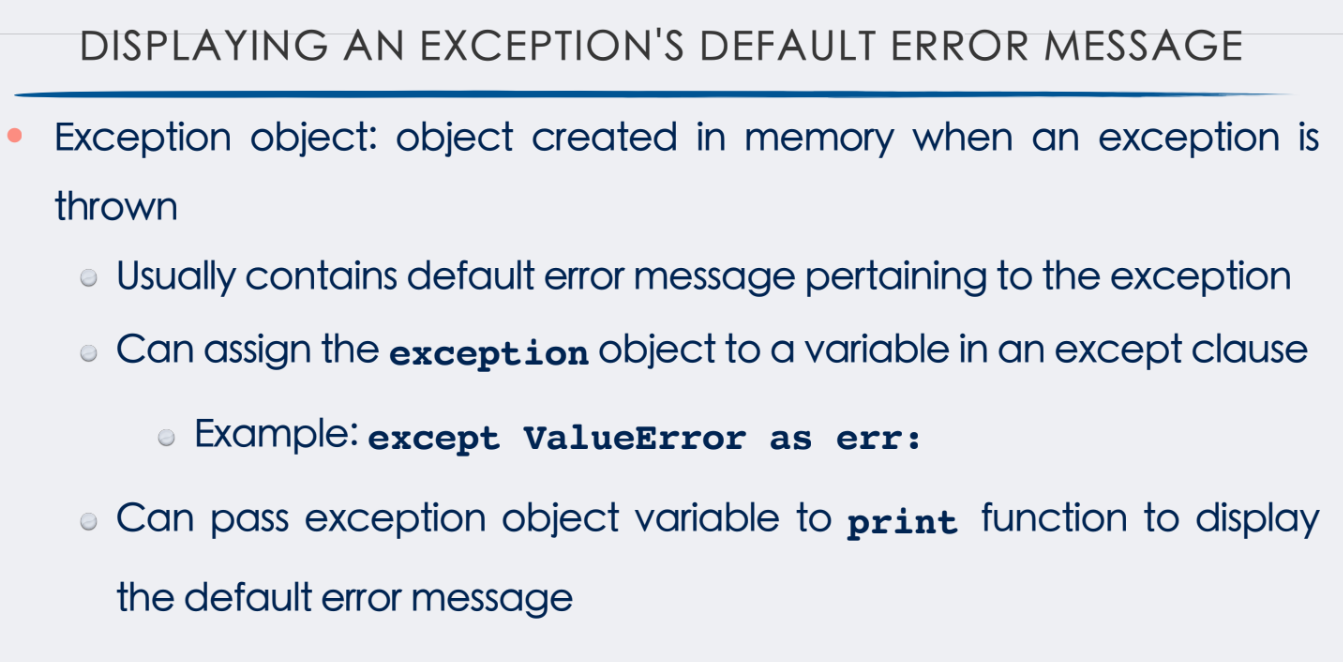 DISPLAYING AN EXCEPTION'S DEFAULT ERROR MESSAGE
Exception object: object created in memory when an exception is
thrown
Usually contains default error message pertaining to the exception
Can assign the exception object to a variable in an except clause
Example: except ValueError as err:
Can pass exception object variable to print function to display
the default error message